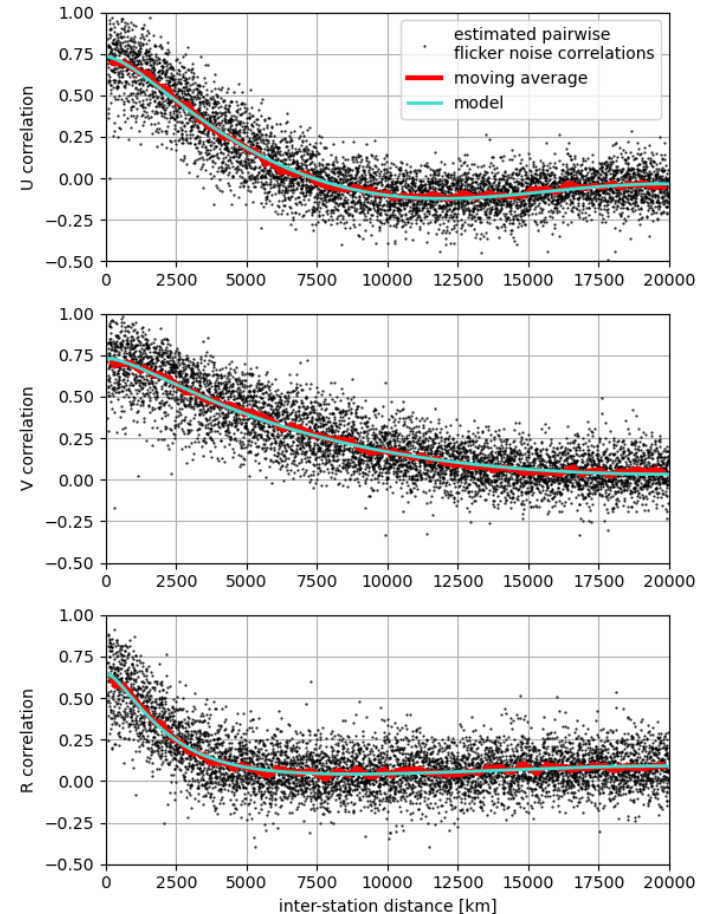 1.00
0.75
0.50
0.25
0.00
−0.25
−0.50
U correlation
estimated pairwise
flicker noise correlations
moving average
model
0 2500 5000 7500 10000 12500 15000 17500 20000
1.00
0.75
0.50
0.25
0.00
−0.25
−0.50
V correlation
0 2500 5000 7500 10000 12500 15000 17500 20000
1.00
0.75
0.50
0.25
0.00
−0.25
−0.50
R correlation
0 2500 5000 7500 10000 12500 15000 17500 20000
inter-station distance [km]